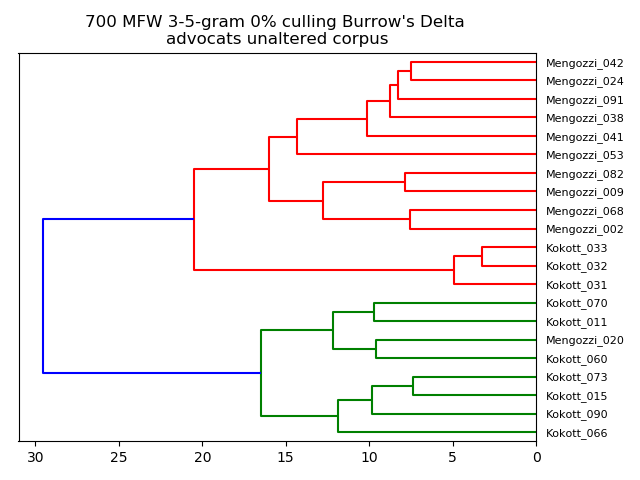 700 MFW 3-5-gram 0% culling Burrow's Delta
advocats unaltered corpus
Mengozzi_042
Mengozzi_024
Mengozzi_091
Mengozzi_038
Mengozzi_041
Mengozzi_053
Mengozzi_082
Mengozzi_009
Mengozzi_068
Mengozzi_002
Kokott_033
Kokott_032
Kokott_031
Kokott_070
Kokott_011
Mengozzi_020
Kokott_060
Kokott_073
Kokott_015
Kokott_090
Kokott_066
30 25 20 15 10 5 0